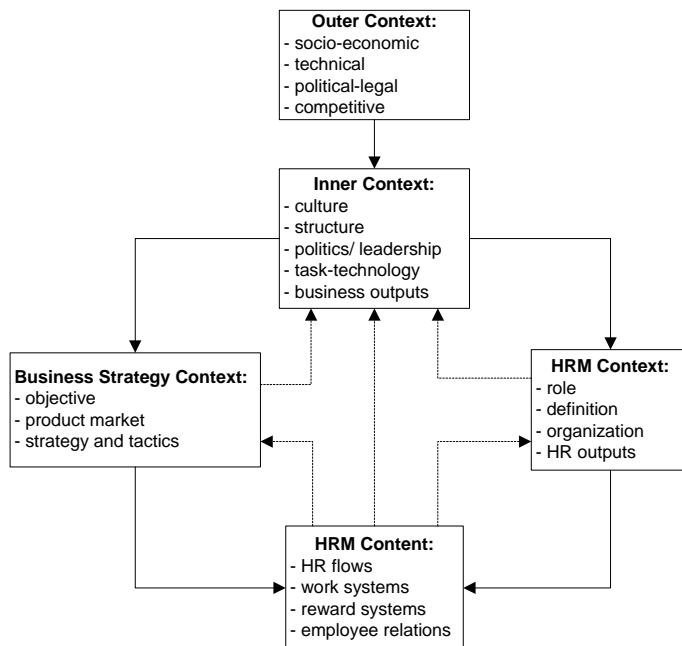 Outer Context:
- socio-economic
- technical
- political-legal
- competitive
Inner Context:
- culture
- structure
- politics/ leadership
- task-technology
- business outputs
Business Strategy Context:
- objective
- product market
- strategy and tactics
HRM Context:
- role
- definition
- organization
- HR outputs
HRM Content:
- HR flows
- work systems
- reward systems
- employee relations